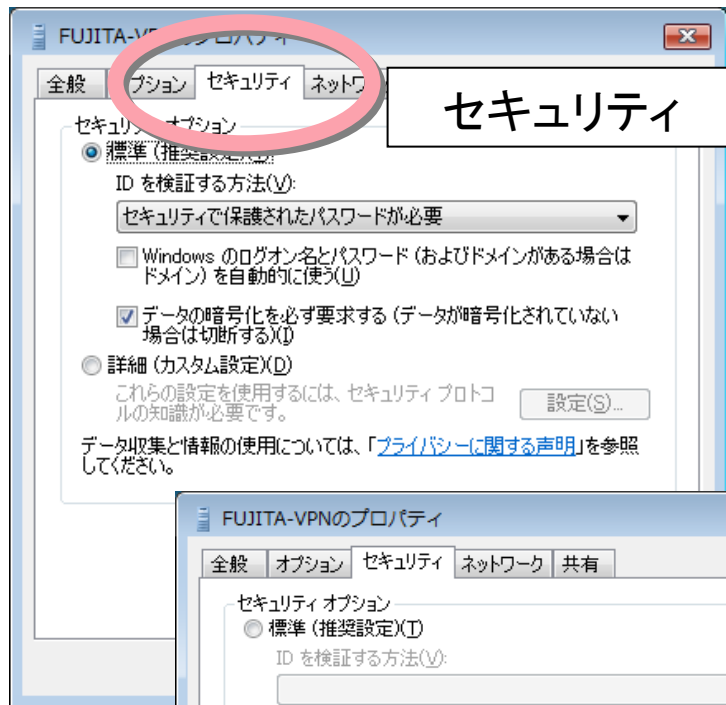 FUJITA-VPNのプロパティ
全般 オプション セキュリティ ネットワ
セキュリティ
セキュリティ オプション
標準 (推奨設定)(T)
ID を検証する方法(V):
セキュリティで保護されたパスワードが必要
Windows のログオン名とパスワード (およびドメインがある場合は
ドメイン) を自動的に使う(U)
データの暗号化を必ず要求する (データが暗号化されていない
場合は切断する)(I)
詳細 (カスタム設定)(D)
これらの設定を使用するには、セキュリティ プロトコ
ルの知識が必要です。
設定(S)...
データ収集と情報の使用については、「プライバシーに関する声明」を参照
してください。
FUJITA-VPNのプロパティ
全般 オプション セキュリティ ネットワーク 共有
セキュリティ オプション
標準 (推奨設定)(T)
ID を検証する方法(V):